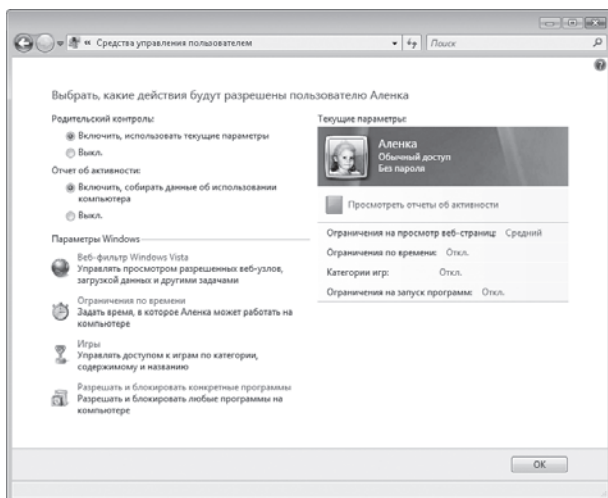 « Средства управления пользователем
Поиск
Выбрать, какие действия будут разрешены пользователю Аленка
Родительский контроль:
Включить, использовать текущие параметры
Выкл.
Отчет об активности:
Включить, собирать данные об использовании
компьютера
Выкл.
Параметры Windows
Веб-фильтр Windows Vista
Управлять просмотром разрешенных веб-узлов,
загрузкой данных и другими задачами
Ограничения по времени
Задать время, в которое Аленка может работать на
компьютере
Игры
Управлять доступом к играм по категории,
содержимому и названию
Разрешать и блокировать конкретные программы
Разрешать и блокировать любые программы на
компьютере
Текущие параметры:
Аленка
Обычный доступ
Без пароля
Просмотреть отчеты об активности
Ограничения на просмотр веб-страниц: Средний
Ограничения по времени: Откл.
Категории игр: Откл.
Ограничения на запуск программ: Откл.
OK